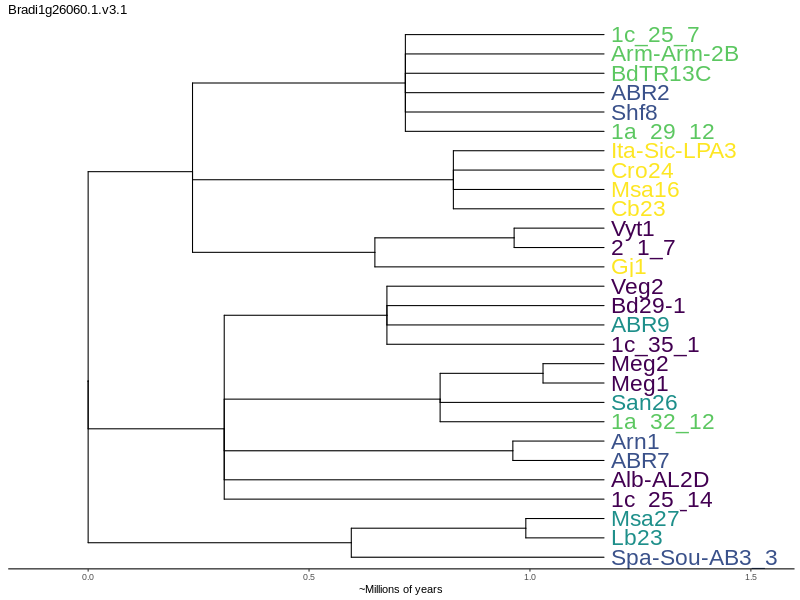 Bradi1g26060.1.v3.1
1c_25_7
Arm-Arm-2B
BdTR13C
ABR2
Shf8
1a_29_12
Ita-Sic-LPA3
Cro24
Msa16
Cb23
Vyt1
2_1_7
Gj1
Veg2
Bd29-1
ABR9
1c_35_1
Meg2
Meg1
San26
1a_32_12
Arn1
ABR7
Alb-AL2D
1c_25_14
Msa27
Lb23
Spa-Sou-AB3_3
0.0 0.5 1.0 1.5
~Millions of years